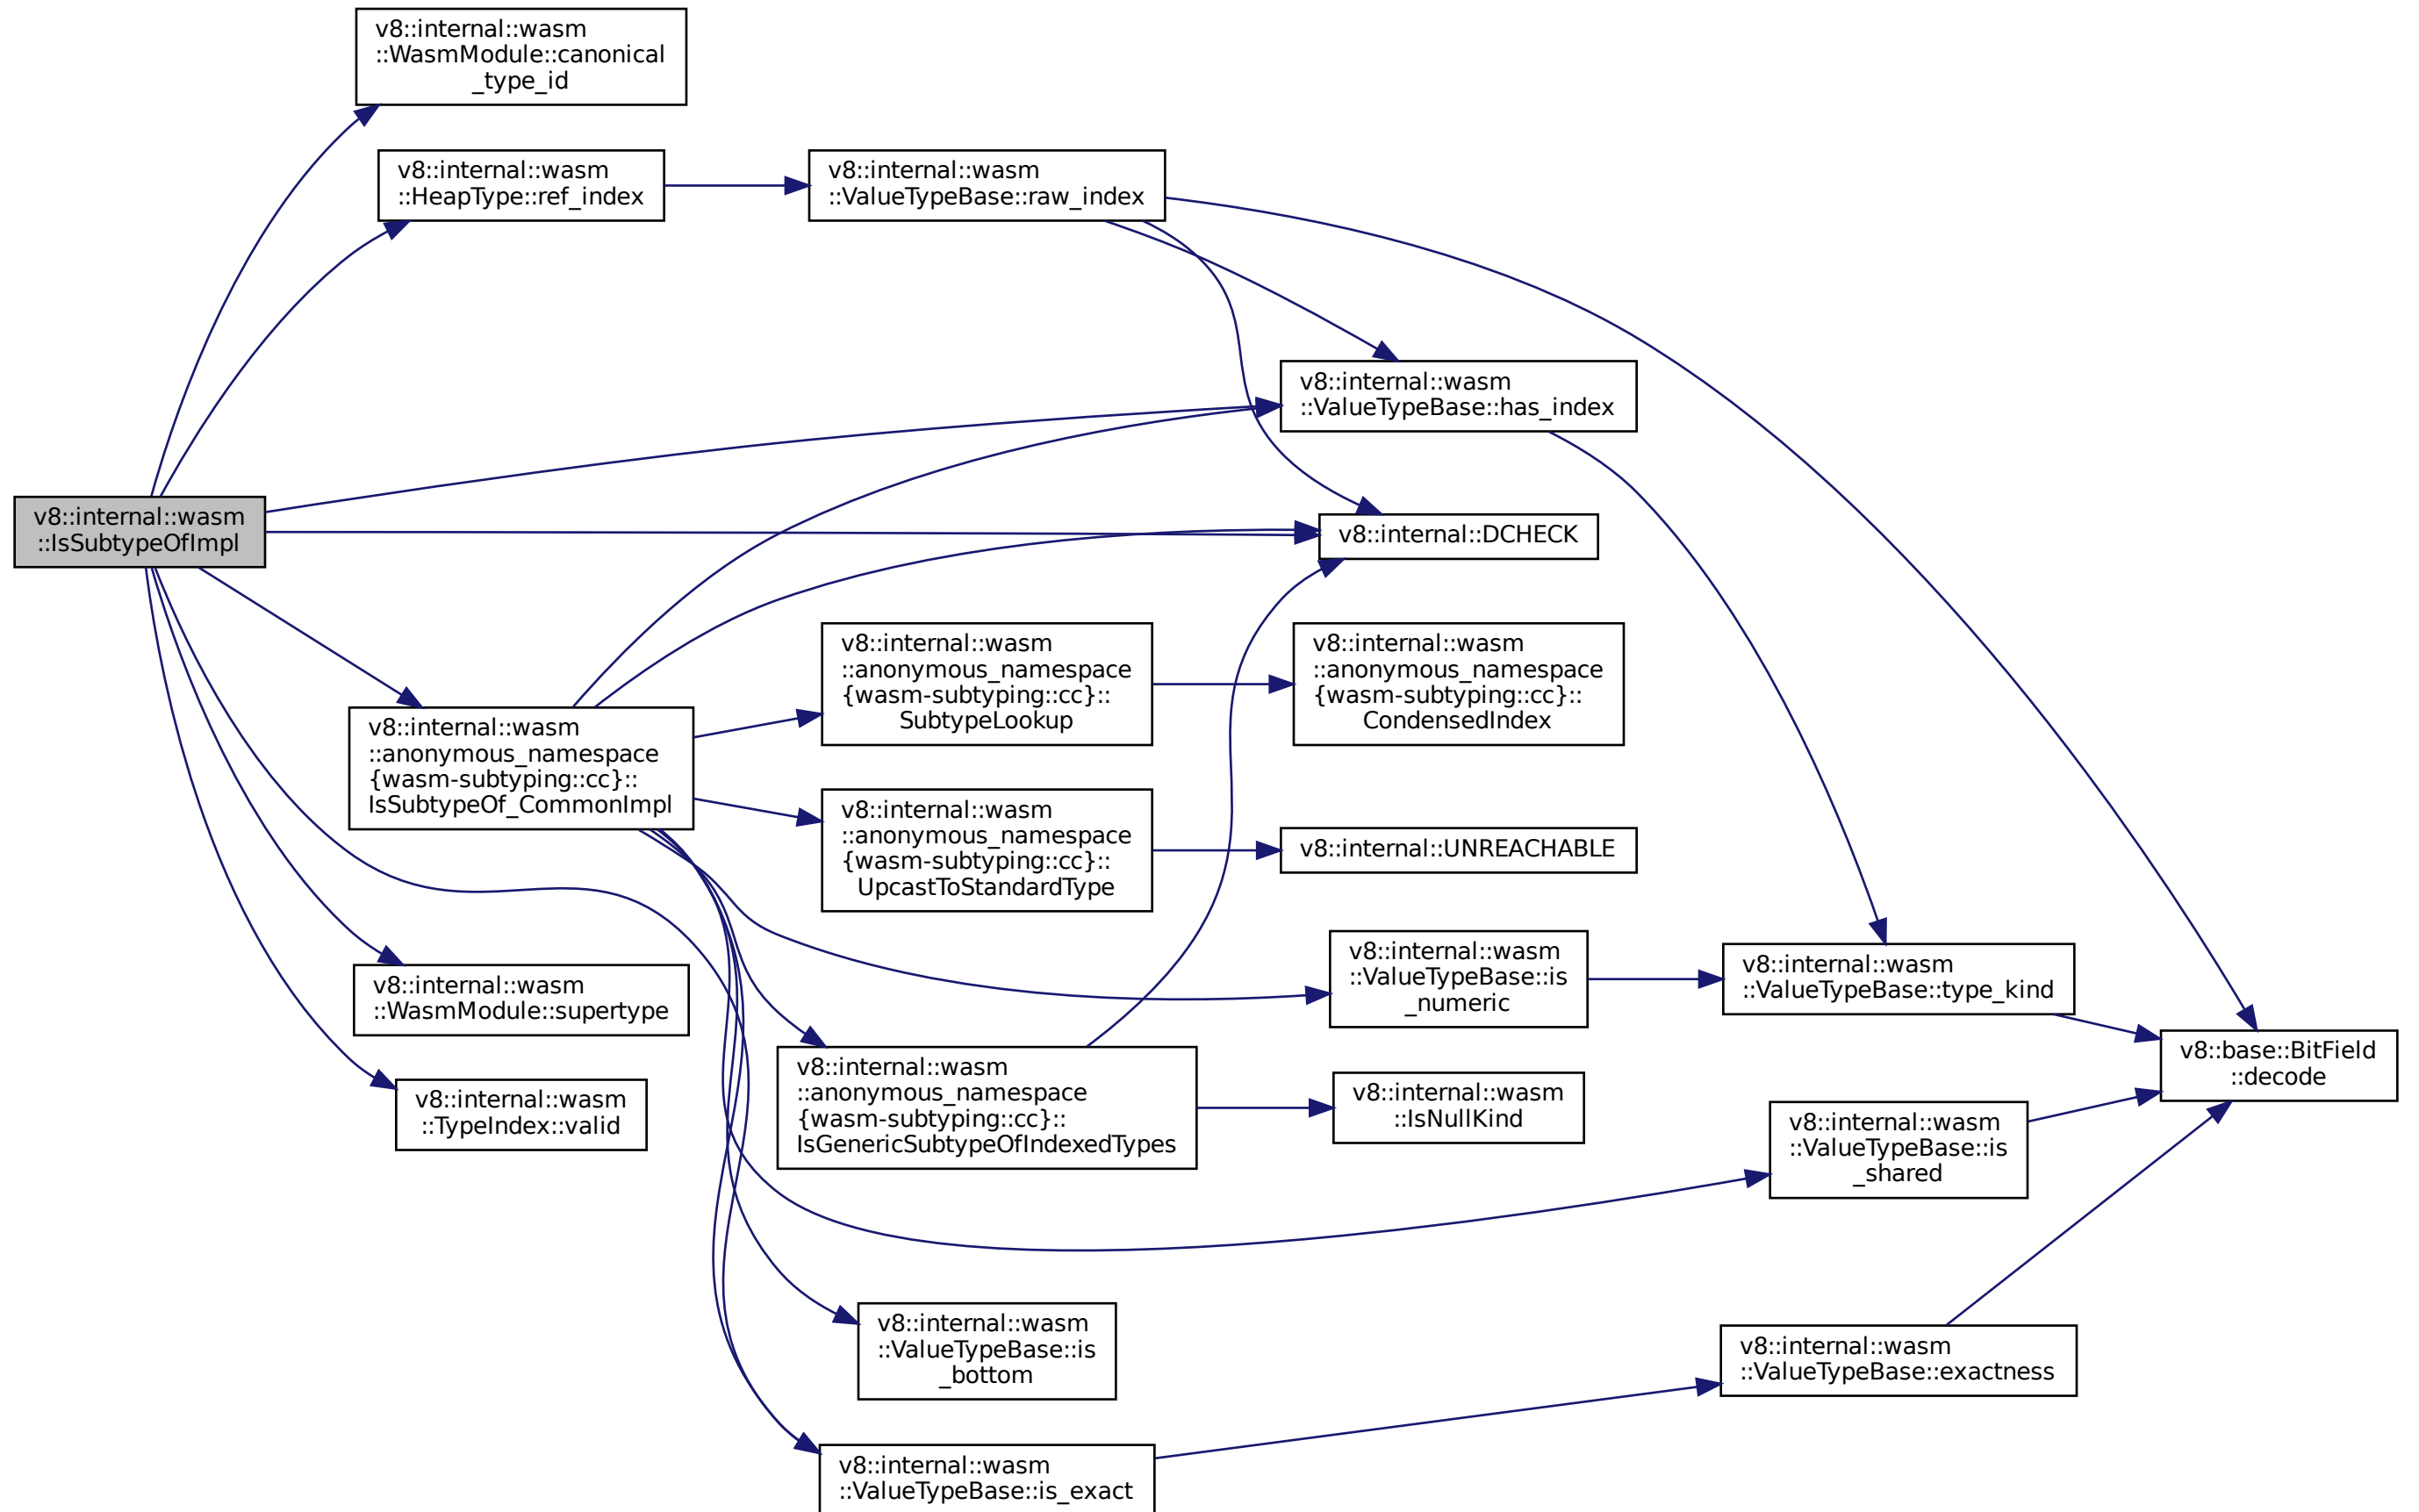 v8::internal::wasm
::WasmModule::canonical
_type_id
v8::internal::wasm
::HeapType::ref_index
v8::internal::wasm
::ValueTypeBase::raw_index
v8::internal::wasm
::ValueTypeBase::has_index
v8::internal::wasm
::IsSubtypeOfImpl
v8::internal::DCHECK
v8::internal::wasm
::anonymous_namespace
{wasm-subtyping::cc}::
SubtypeLookup
v8::internal::wasm
::anonymous_namespace
{wasm-subtyping::cc}::
CondensedIndex
v8::internal::wasm
::anonymous_namespace
{wasm-subtyping::cc}::
IsSubtypeOf_CommonImpl
v8::internal::wasm
::anonymous_namespace
{wasm-subtyping::cc}::
UpcastToStandardType
v8::internal::UNREACHABLE
v8::internal::wasm
::ValueTypeBase::is
_numeric
v8::internal::wasm
::ValueTypeBase::type_kind
v8::internal::wasm
::WasmModule::supertype
v8::base::BitField
::decode
v8::internal::wasm
::anonymous_namespace
{wasm-subtyping::cc}::
IsGenericSubtypeOfIndexedTypes
v8::internal::wasm
::IsNullKind
v8::internal::wasm
::TypeIndex::valid
v8::internal::wasm
::ValueTypeBase::is
_shared
v8::internal::wasm
::ValueTypeBase::is
_bottom
v8::internal::wasm
::ValueTypeBase::exactness
v8::internal::wasm
::ValueTypeBase::is_exact